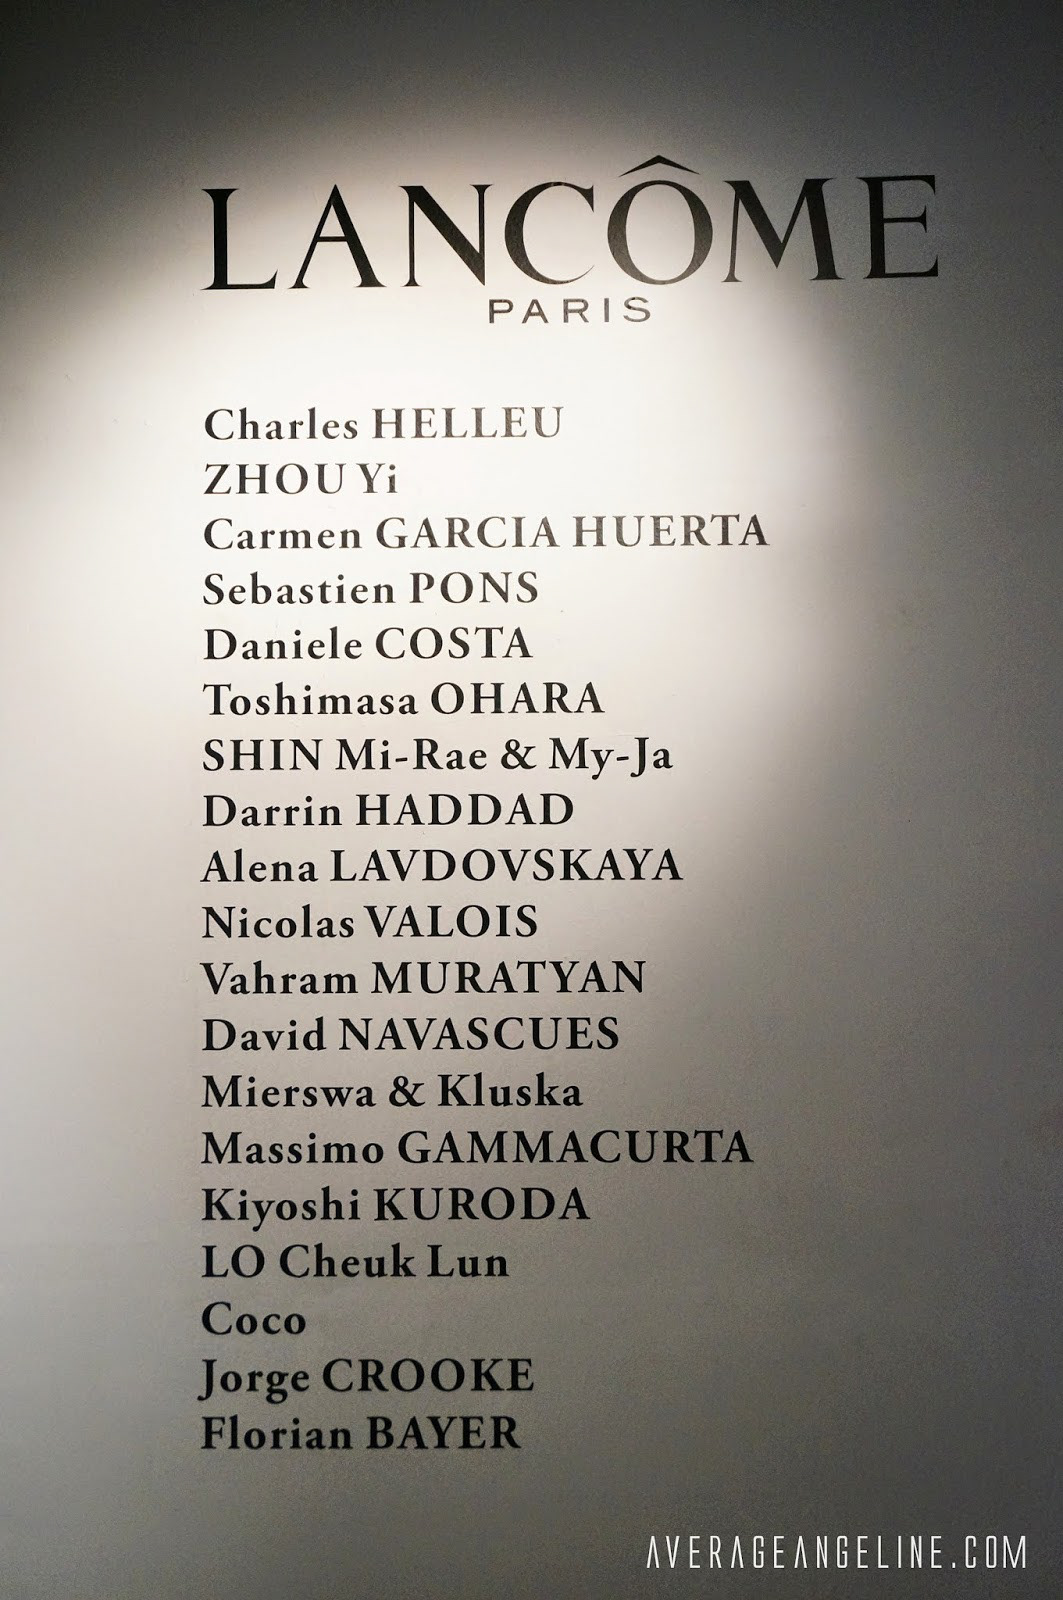 LANCÔME
PARIS
Charles HELLEU
ZHOU Yi
Carmen GARCIA HUERTA
Sebastien PONS
Daniele COSTA
Toshimasa OHARA
SHIN Mi-Rae & My-Ja
Darrin HADDAD
Alena LAVDOVSKAYA
Nicolas VALOIS
Vahram MURATYAN
David NAVASCUES
Mierswa & Kluska
Massimo GAMMACURTA
Kiyoshi KURODA
LO Cheuk Lun
Coco
Jorge CROOKE
Florian BAYER
AVERAGEANGELINE.COM